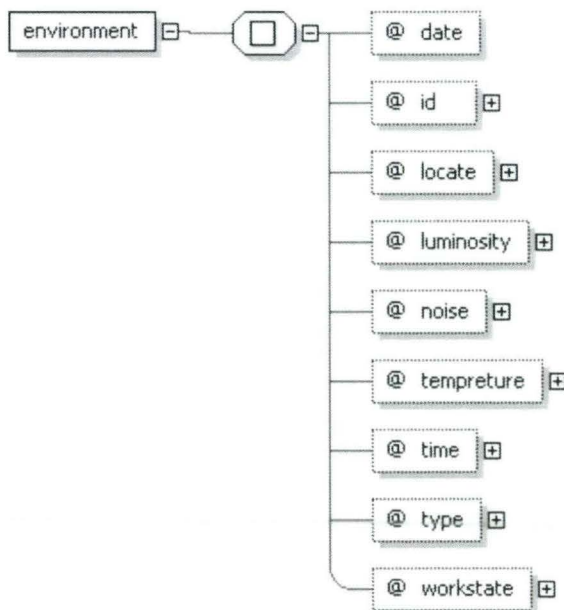 environment
@ date
@ id
@ locate
@ luminosity
@ noise
@ tempreture
@ time
@ type
@ workstate